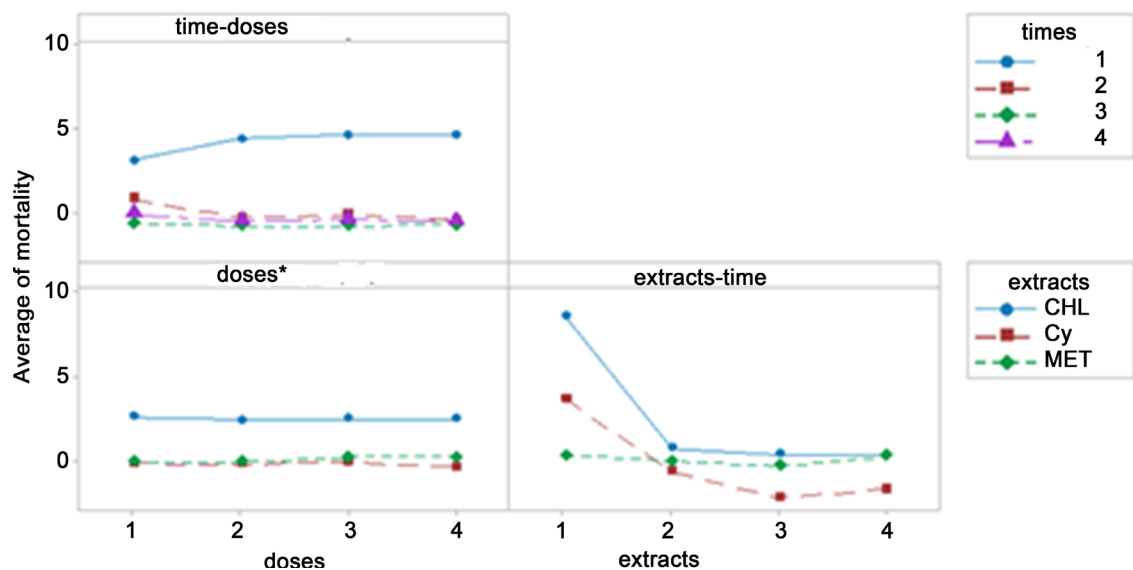 time-doses
10
5
0
times
1
2
3
4
Average of mortality
doses*
extracts-time
10
5
0
extracts
CHL
Cy
MET
1 2 3 4 1 2 3 4
doses extracts